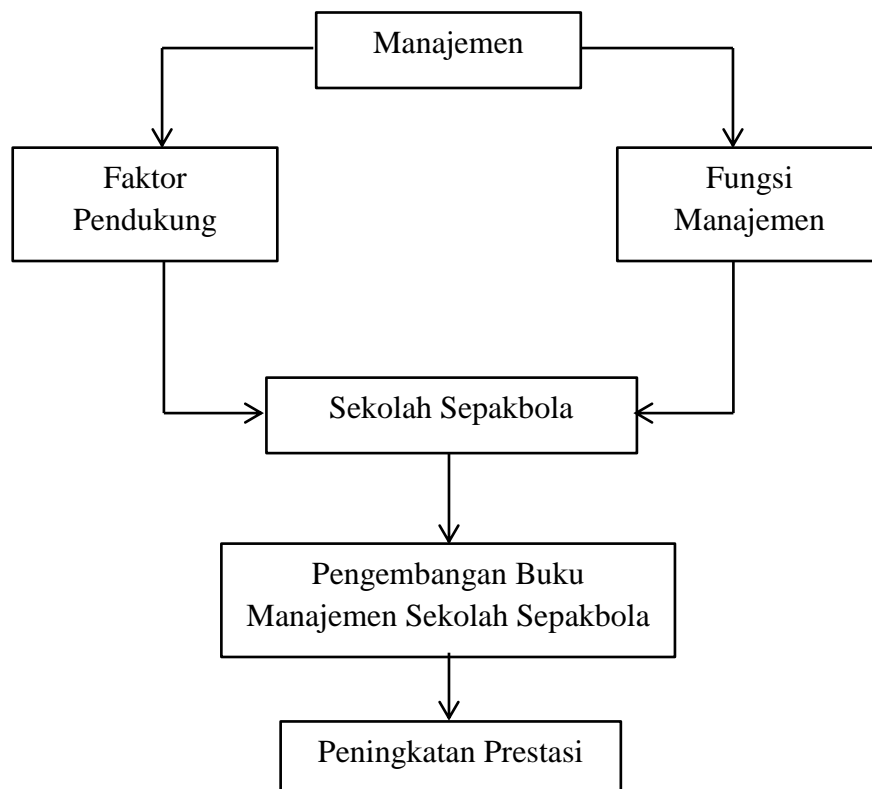 Manajemen
Faktor
Pendukung
Fungsi
Manajemen
Sekolah Sepakbola
Pengembangan Buku
Manajemen Sekolah Sepakbola
Peningkatan Prestasi